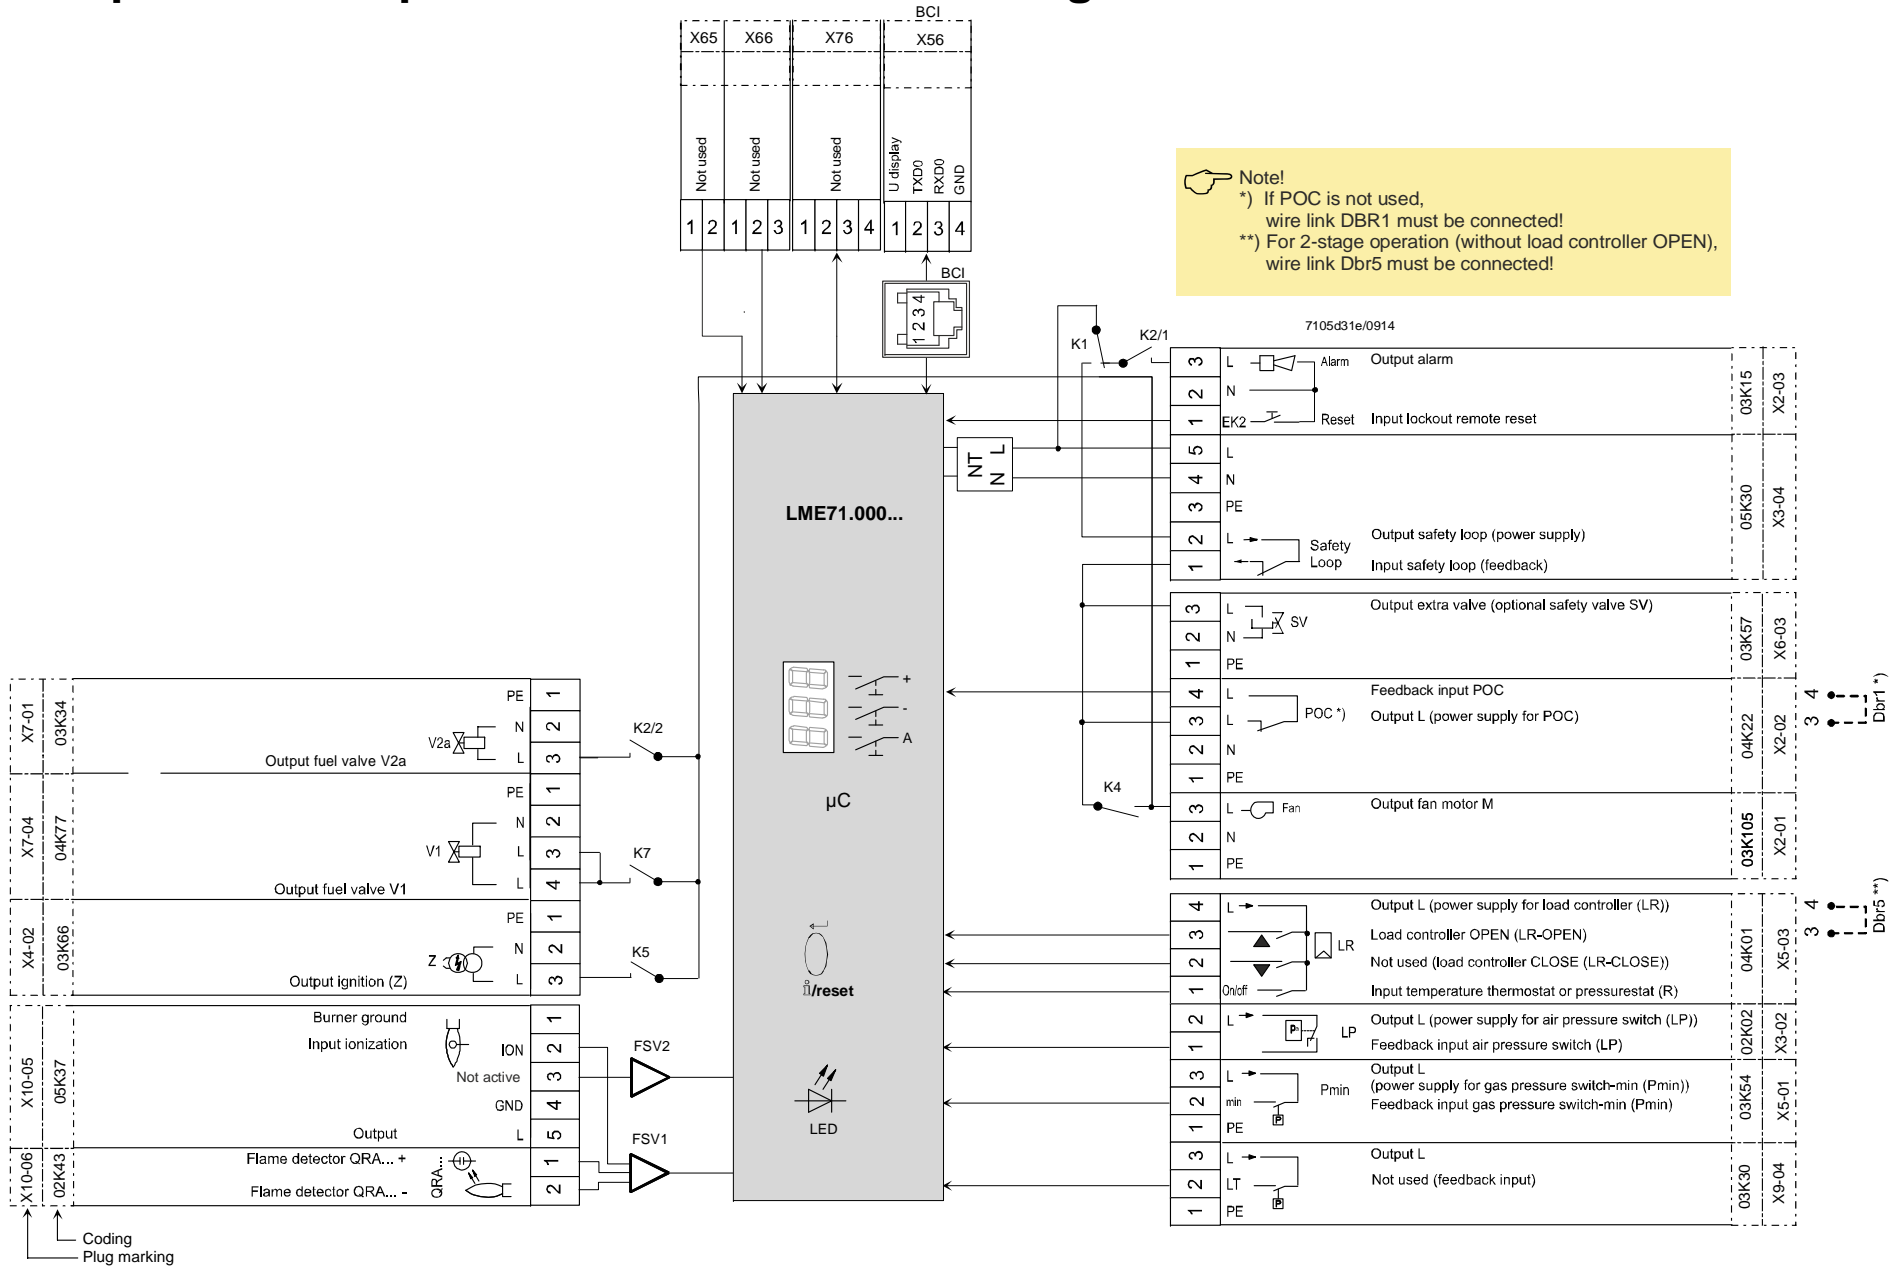 BCI
X65 X66 X76 X56
Not used
Not used
Not used
U display
TXD0
RXD0
GND
1 2 1 2 3 1 2 3 4 1 2 3 4
BCI
1 2 3 4
Note!
*) If POC is not used,
wire link DBR1 must be connected!
**) For 2-stage operation (without load controller OPEN),
wire link Dbr5 must be connected!
7105d31e/0914
K1
K2/1
3 L Alarm Output alarm
2 N
1 EK2 Reset Input lockout remote reset
03K15 X2-03
NT
N L
5 L
4 N
3 PE
2 L Output safety loop (power supply)
Safety
Loop
1 Input safety loop (feedback)
05K30 X3-04
3 L Output extra valve (optional safety valve SV)
SV
2 N
1 PE
03K57 X6-03
4 L Feedback input POC
POC *)
3 L Output L (power supply for POC)
2 N
1 PE
04K22 X2-02
4
3
Dbr1 *)
K4
3 L Fan Output fan motor M
2 N
1 PE
03K105 X2-01
4 L Output L (power supply for load controller (LR))
3 Load controller OPEN (LR-OPEN)
LR
2 Not used (load controller CLOSE (LR-CLOSE))
1 On/off Input temperature thermostat or pressurestat (R)
04K01 X5-03
4
3
Dbr5 **)
2 L Output L (power supply for air pressure switch (LP))
LP
1 Feedback input air pressure switch (LP)
02K02 X3-02
3 L Output L
(power supply for gas pressure switch-min (Pmin))
Pmin
2 min Feedback input gas pressure switch-min (Pmin)
P
1 PE
03K54 X5-01
3 L Output L
2 LT Not used (feedback input)
P
1 PE
03K30 X9-04
LME71.000...
+
-
A
µC
i/reset
LED
X7-01 03K34
PE 1
N 2
V2a
Output fuel valve V2a L 3
K2/2
X7-04 04K77
PE 1
N 2
V1 L 3
Output fuel valve V1 L 4
K7
X4-02 03K66
PE 1
N 2
Z
Output ignition (Z) L 3
K5
X10-05 05K37
Burner ground 1
Input ionization ION 2
Not active 3
GND 4
Output L 5
FSV2
FSV1
X10-06 02K43
Flame detector QRA... + 1
QRA...
Flame detector QRA... - 2
Coding
Plug marking